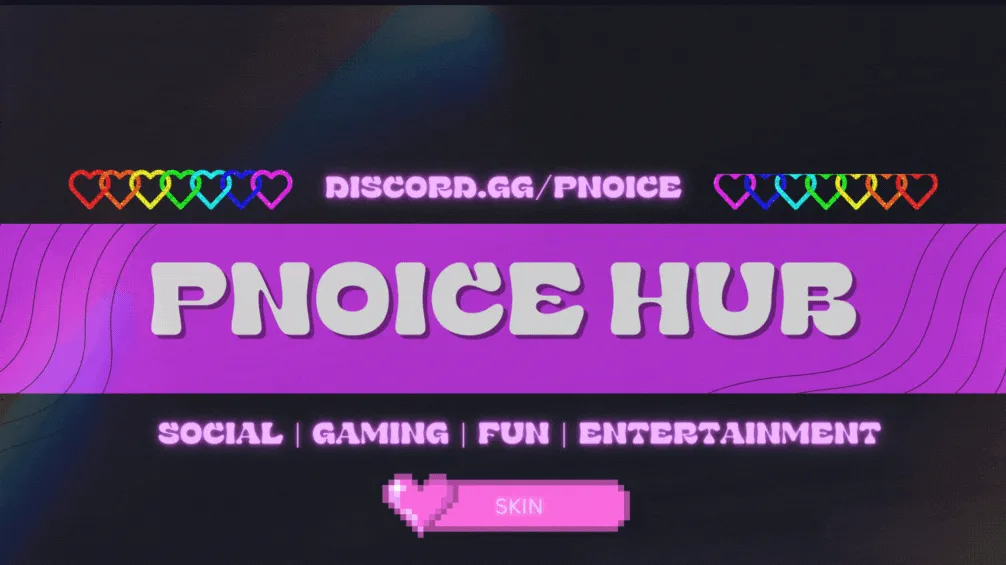 DISCORD.GG/PNOICE
PNOICE HUB
SOCIAL | GAMING | FUN | ENTERTAINMENT
SKIN